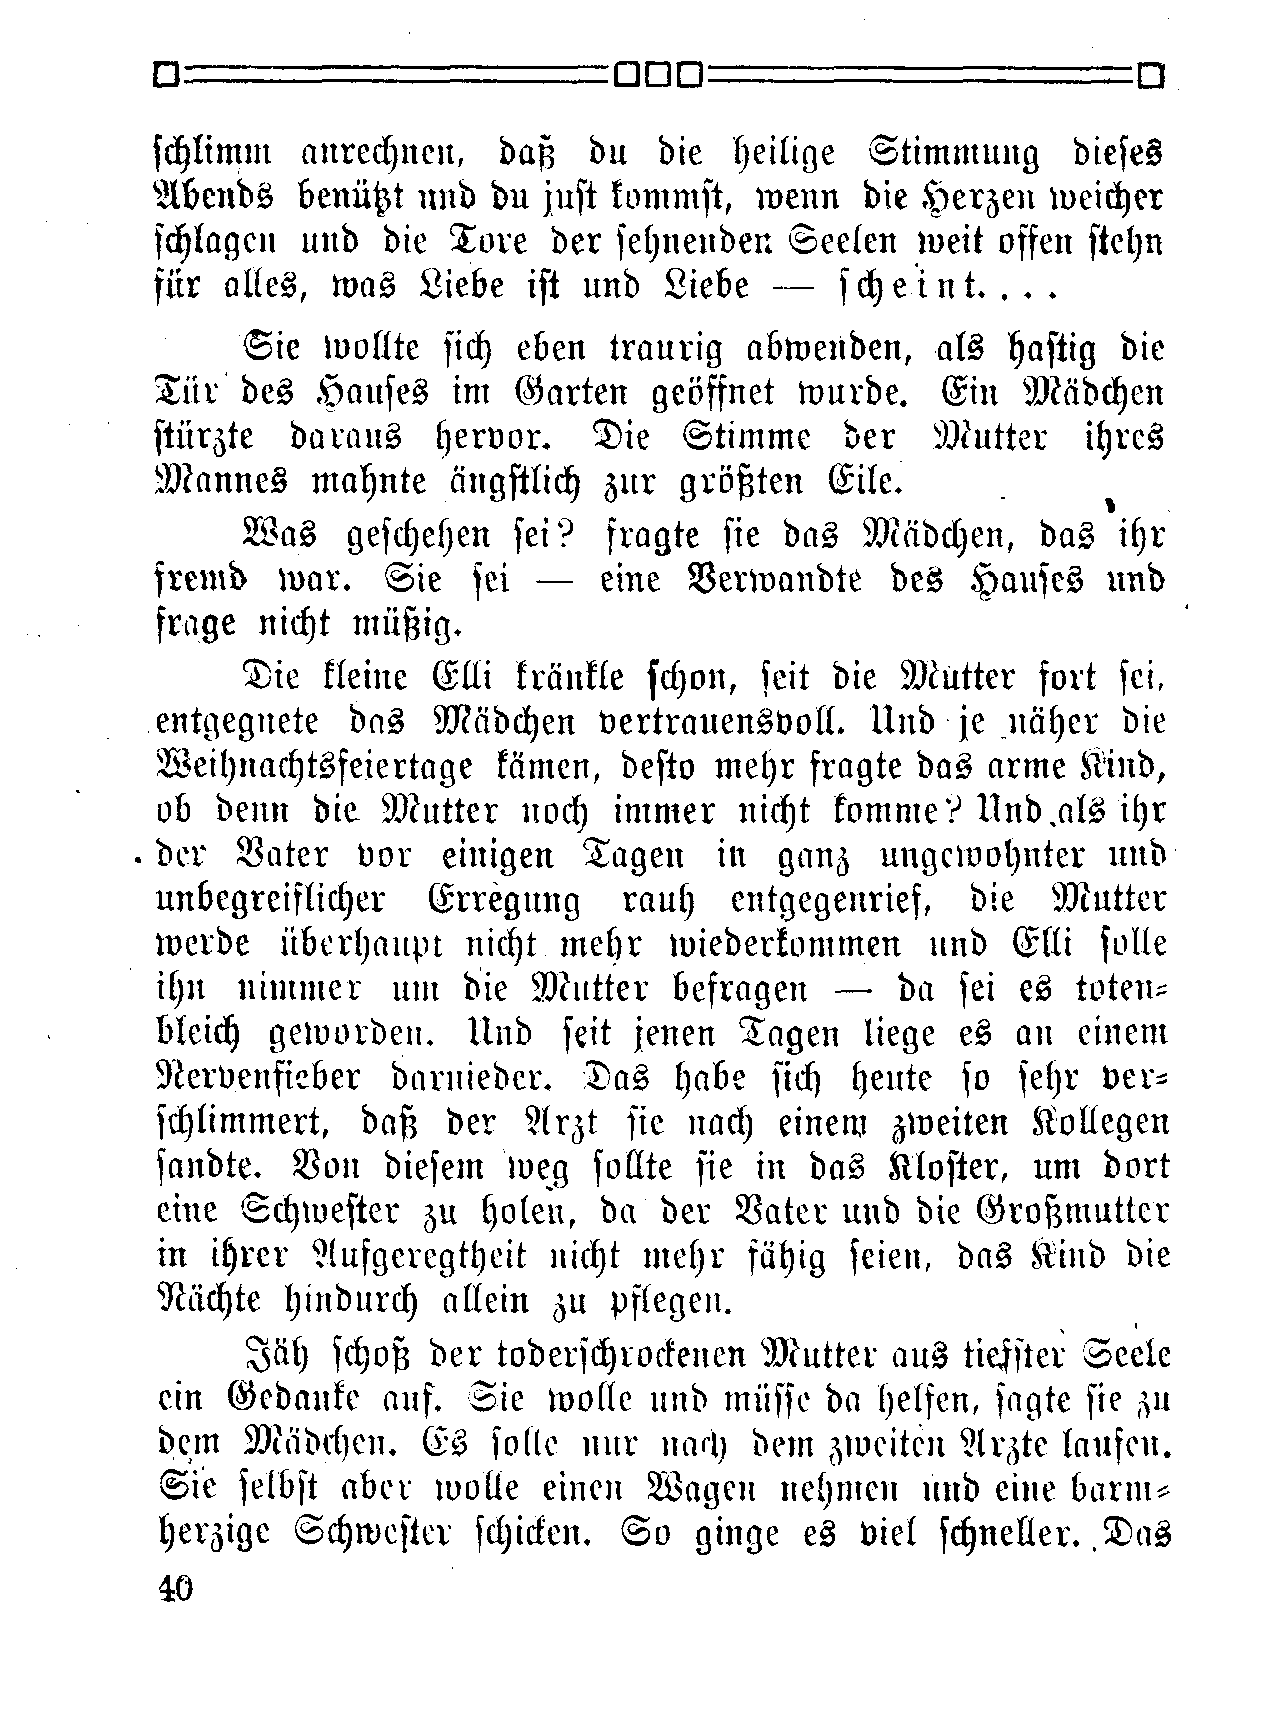 schlimm anrechnen, daß du die heilige Stimmung dieses
Abends benützt und du just kommst, wenn die Herzen weicher
schlagen und die Tore der sehnenden Seelen weit offen stehn
für alles, was Liebe ist und Liebe — scheint. . . .
Sie wollte sich eben traurig abwenden, als hastig die
Tür des Hauses im Garten geöffnet wurde. Ein Mädchen
stürzte daraus hervor. Die Stimme der Mutter ihres
Mannes mahnte ängstlich zur größten Eile.
Was geschehen sei? fragte sie das Mädchen, das ihr
fremd war. Sie sei — eine Verwandte des Hauses und
frage nicht müßig.
Die kleine Elli kränkle schon, seit die Mutter fort sei,
entgegnete das Mädchen vertrauensvoll. Und je näher die
Weihnachtsfeiertage kämen, desto mehr fragte das arme Kind,
ob denn die Mutter noch immer nicht komme? Und als ihr
der Vater vor einigen Tagen in ganz ungewohnter und
unbegreiflicher Erregung rauh entgegenrief, die Mutter
werde überhaupt nicht mehr wiederkommen und Elli solle
ihn nimmer um die Mutter befragen — da sei es toten-
bleich geworden. Und seit jenen Tagen liege es an einem
Nervenfieber darnieder. Das habe sich heute so sehr ver-
schlimmert, daß der Arzt sie nach einem zweiten Kollegen
sandte. Von diesem weg sollte sie in das Kloster, um dort
eine Schwester zu holen, da der Vater und die Großmutter
in ihrer Aufgeregtheit nicht mehr fähig seien, das Kind die
Nächte hindurch allein zu pflegen.
Jäh schoß der toderschrockenen Mutter aus tiefster Seele
ein Gedanke auf. Sie wolle und müsse da helfen, sagte sie zu
dem Mädchen. Es solle nur nach dem zweiten Arzte laufen.
Sie selbst aber wolle einen Wagen nehmen und eine barm-
herzige Schwester schicken. So ginge es viel schneller. Das
40